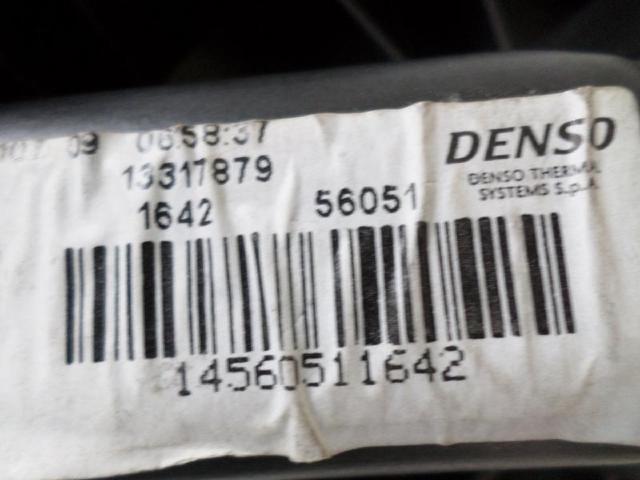 09 06:58:37
DENSO
13317879
DENSO THERMAL
SYSTEMS S.p.A.
1642 56051
14560511642